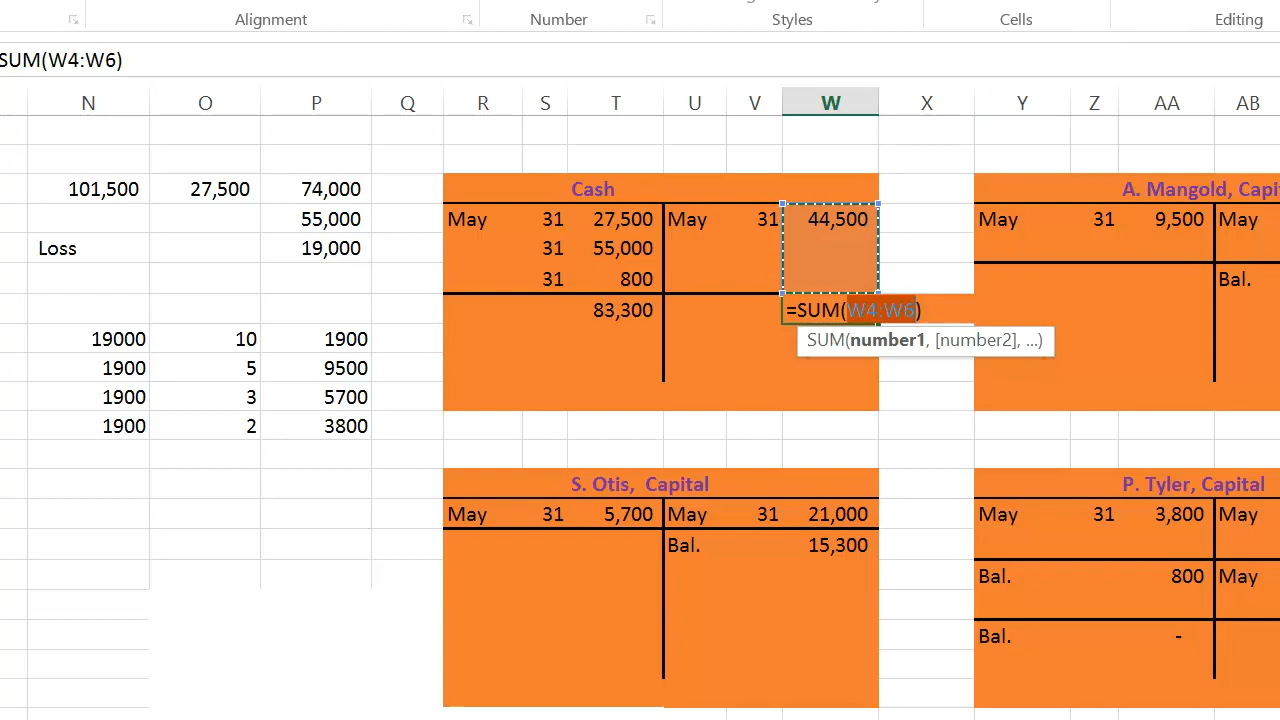 Alignment Number Styles Cells Editing
SUM(W4:W6)
N O P Q R S T U V W X Y Z AA AB
101,500 27,500 74,000 Cash A. Mangold, Capi
55,000 May 31 27,500 May 31 44,500 May 31 9,500 May
Loss 19,000 31 55,000
31 800 Bal.
83,300 =SUM(W4:W6)
19000 10 1900 SUM(number1, [number2], ...)
1900 5 9500
1900 3 5700
1900 2 3800
S. Otis, Capital P. Tyler, Capital
May 31 5,700 May 31 21,000 May 31 3,800 May
Bal. 15,300
Bal. 800 May
Bal. -